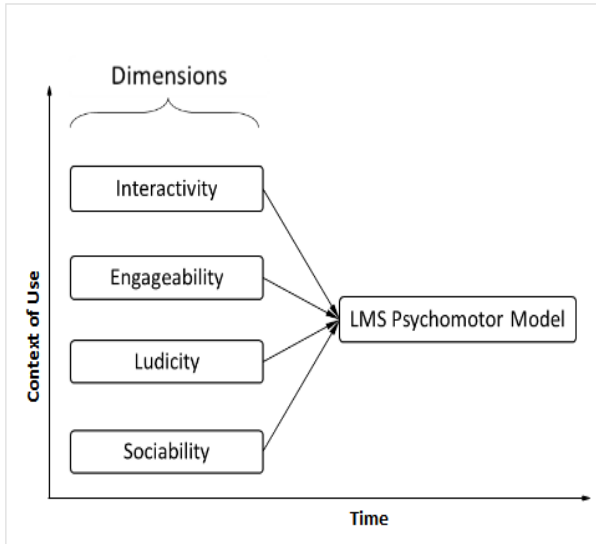 Dimensions
Interactivity
Engageability
Ludicity
Sociability
LMS Psychomotor Model
Context of Use
Time